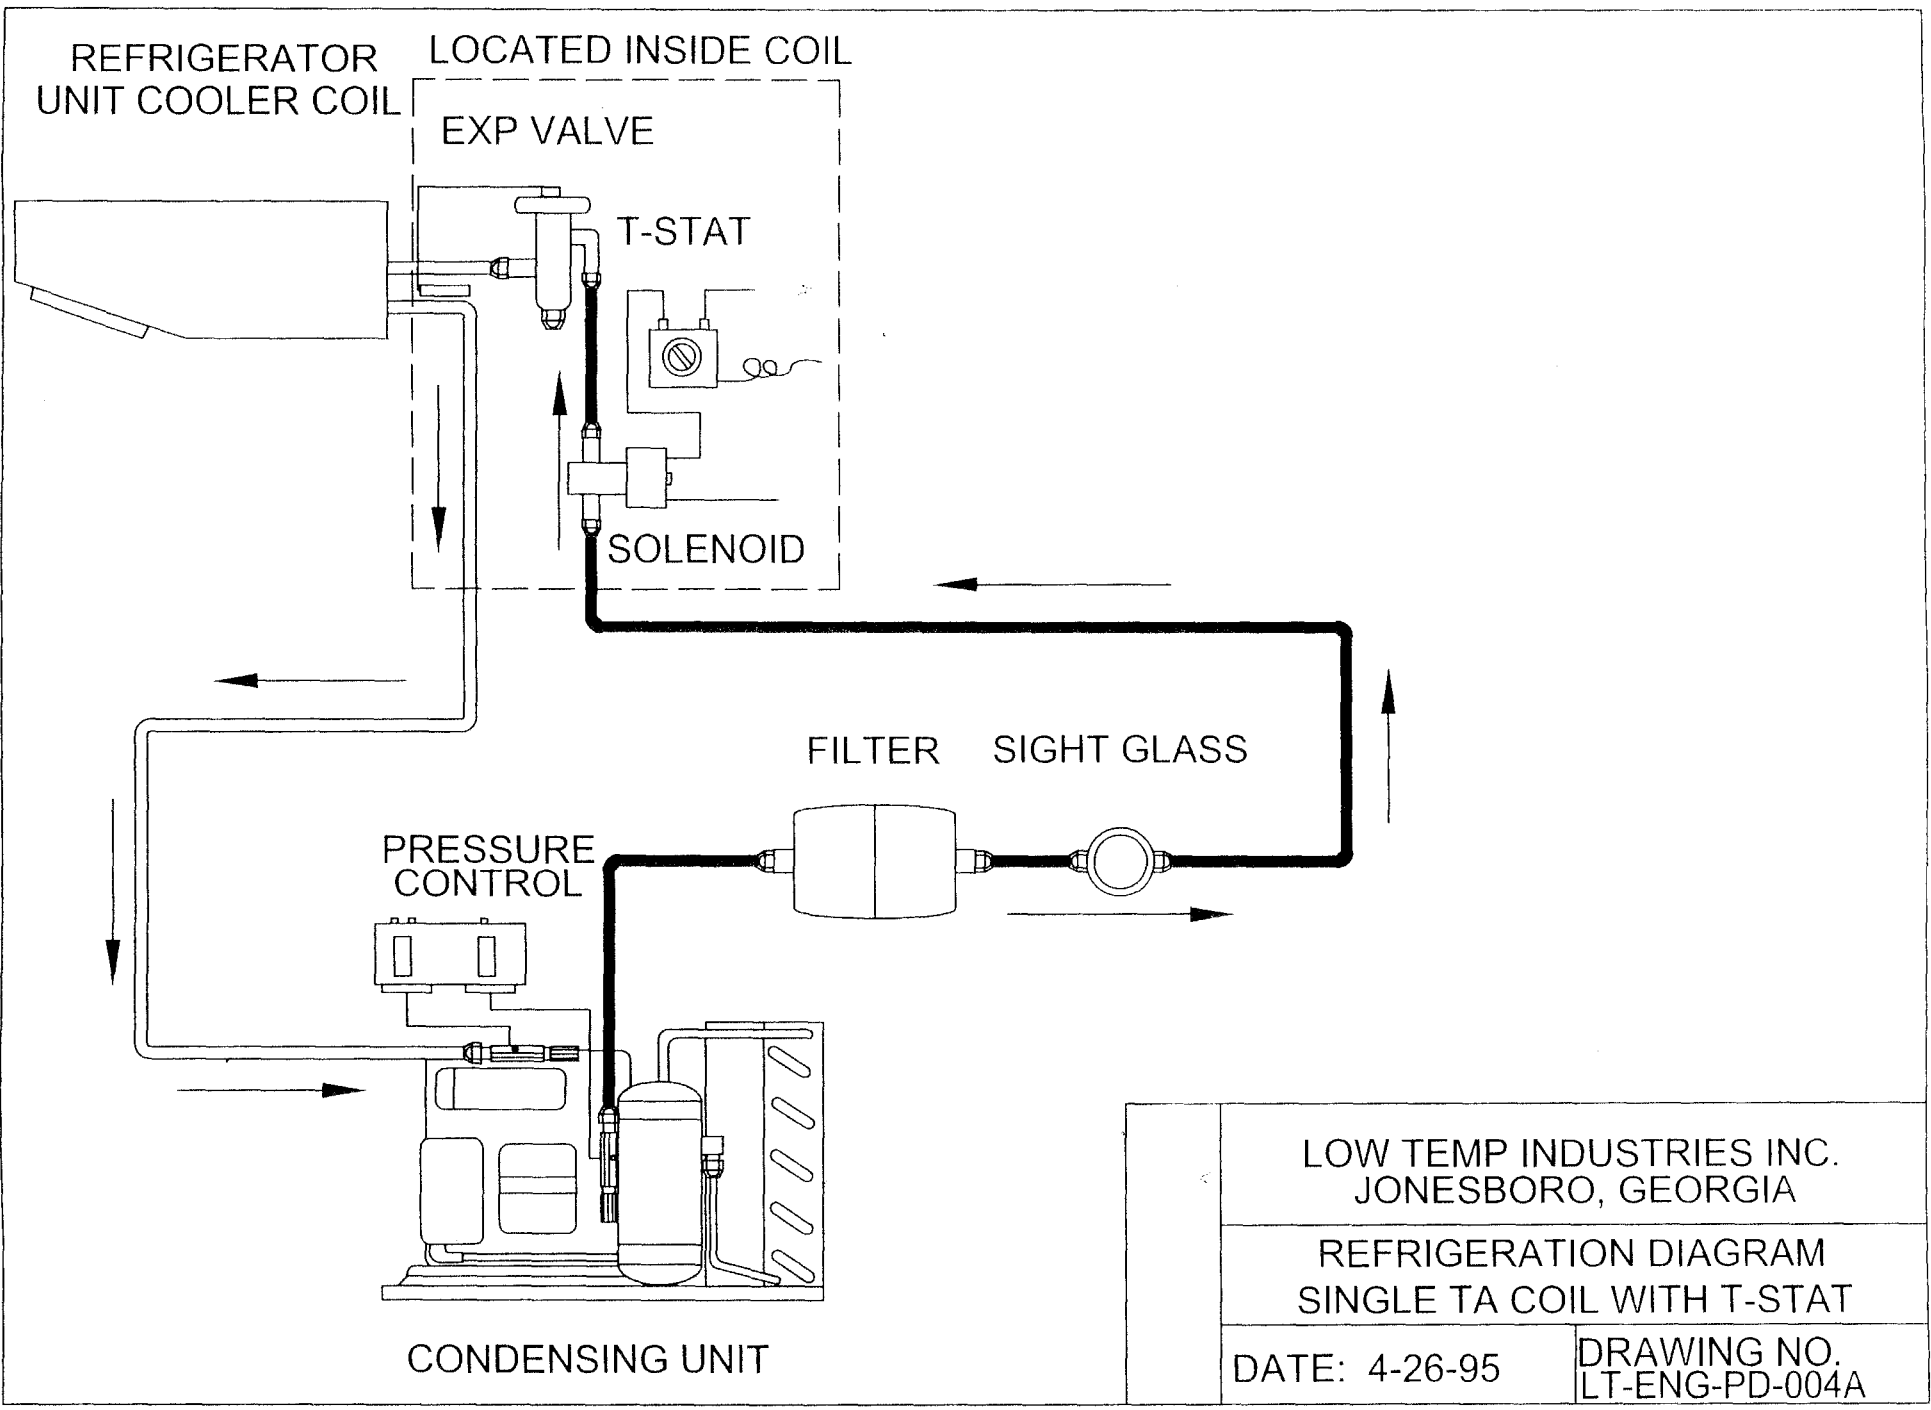 REFRIGERATOR
UNIT COOLER COIL
LOCATED INSIDE COIL
EXP VALVE
T-STAT
SOLENOID
FILTER
SIGHT GLASS
PRESSURE
CONTROL
CONDENSING UNIT
LOW TEMP INDUSTRIES INC.
JONESBORO, GEORGIA
REFRIGERATION DIAGRAM
SINGLE TA COIL WITH T-STAT
DATE: 4-26-95
DRAWING NO.
LT-ENG-PD-004A